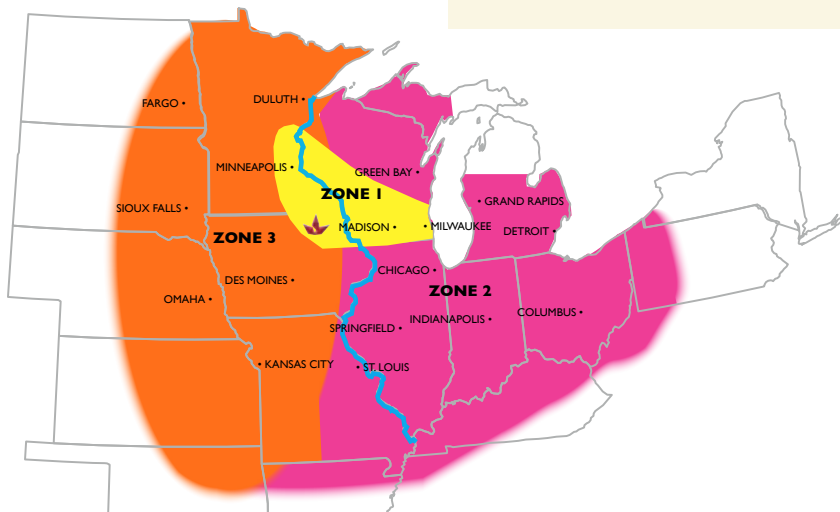 DULUTH
FARGO
MINNEAPOLIS
GREEN BAY
ZONE 1
GRAND RAPIDS
SIOUX FALLS
MADISON
MILWAUKEE
DETROIT
ZONE 3
CHICAGO
DES MOINES
ZONE 2
OMAHA
COLUMBUS
INDIANAPOLIS
SPRINGFIELD
KANSAS CITY
ST. LOUIS